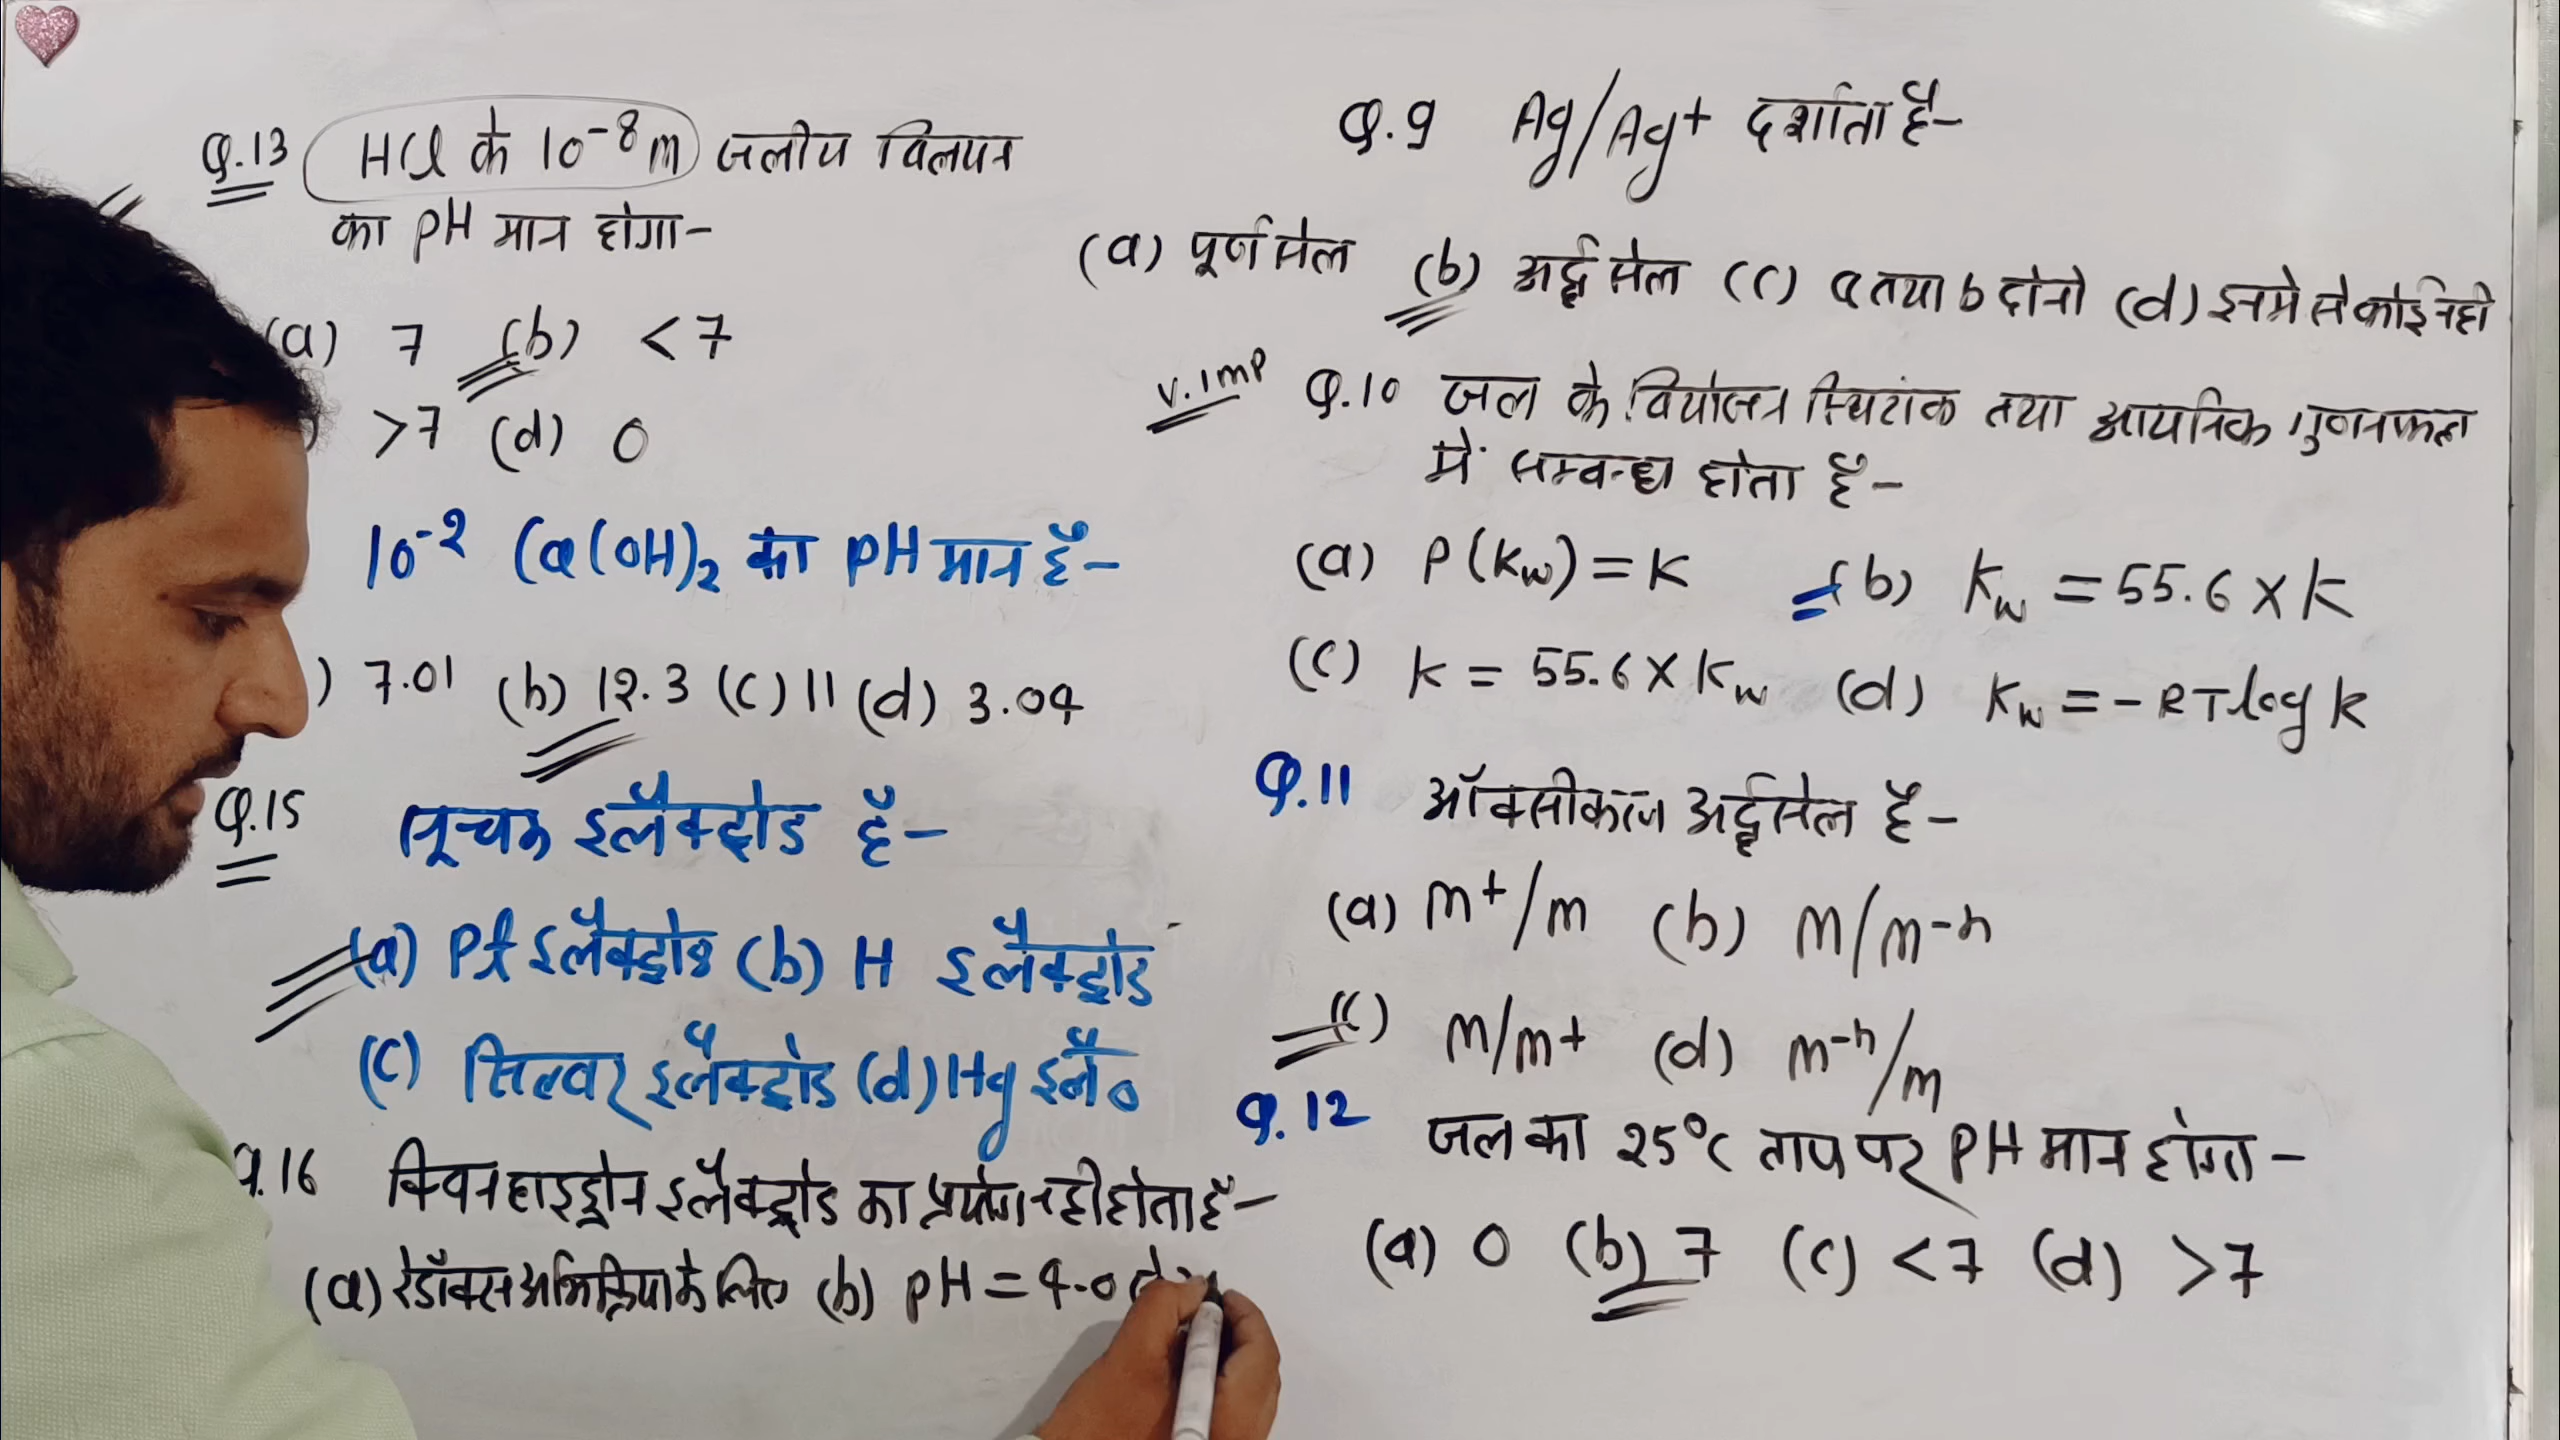 Q.13 HCl के 10⁻⁸ m जलीय विलयन
का PH मान होगा-
(a) 7 (b) < 7
) >7 (d) 0
10⁻² Ca(OH)₂ का PH मान है-
) 7.01 (b) 12.3 (c) 11 (d) 3.04
Q.15 सूचक इलैक्ट्रोड है-
(a) Pt इलैक्ट्रोड (b) H इलैक्ट्रोड
(c) सिल्वर इलैक्ट्रोड (d) Hg इलै०
Q.16 क्विनहाइड्रोन इलैक्ट्रोड का प्रयोग नही होता है-
(a) रेडॉक्स अभिक्रिया के लिए (b) PH = 4.0
Q.9 Ag/Ag+ दर्शाता है-
(a) पूर्ण सेल (b) अर्द्ध सेल (c) a तथा b दोनो (d) इनमे से कोई नही
V.Imp Q.10 जल के वियोजन स्थिरांक तथा आयनिक गुणनफल
में सम्बन्ध होता है-
(a) P(Kw) = K (b) Kw = 55.6 × K
(c) K = 55.6 × Kw (d) Kw = - RT log K
Q.11 ऑक्सीकरण अर्द्धसेल है-
(a) m+/m (b) m/m⁻ⁿ
(c) m/m+ (d) m⁻ⁿ/m
Q.12 जल का 25°C ताप पर PH मान होगा-
(a) 0 (b) 7 (c) <7 (d) >7